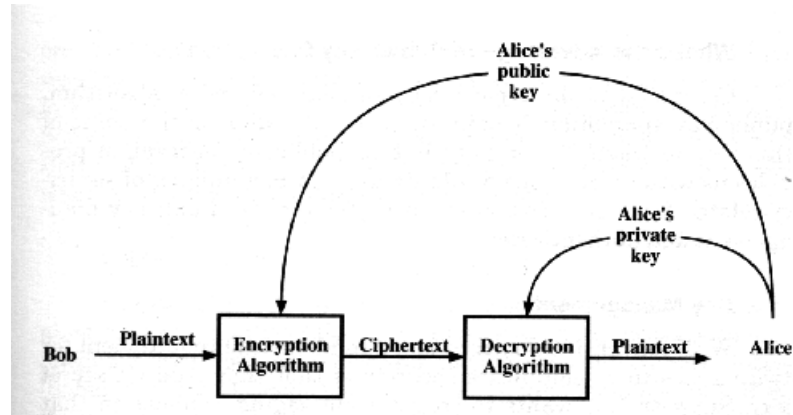 Alice's
public
key
Alice's
private
key
Bob
Plaintext
Encryption
Algorithm
Ciphertext
Decryption
Algorithm
Plaintext
Alice